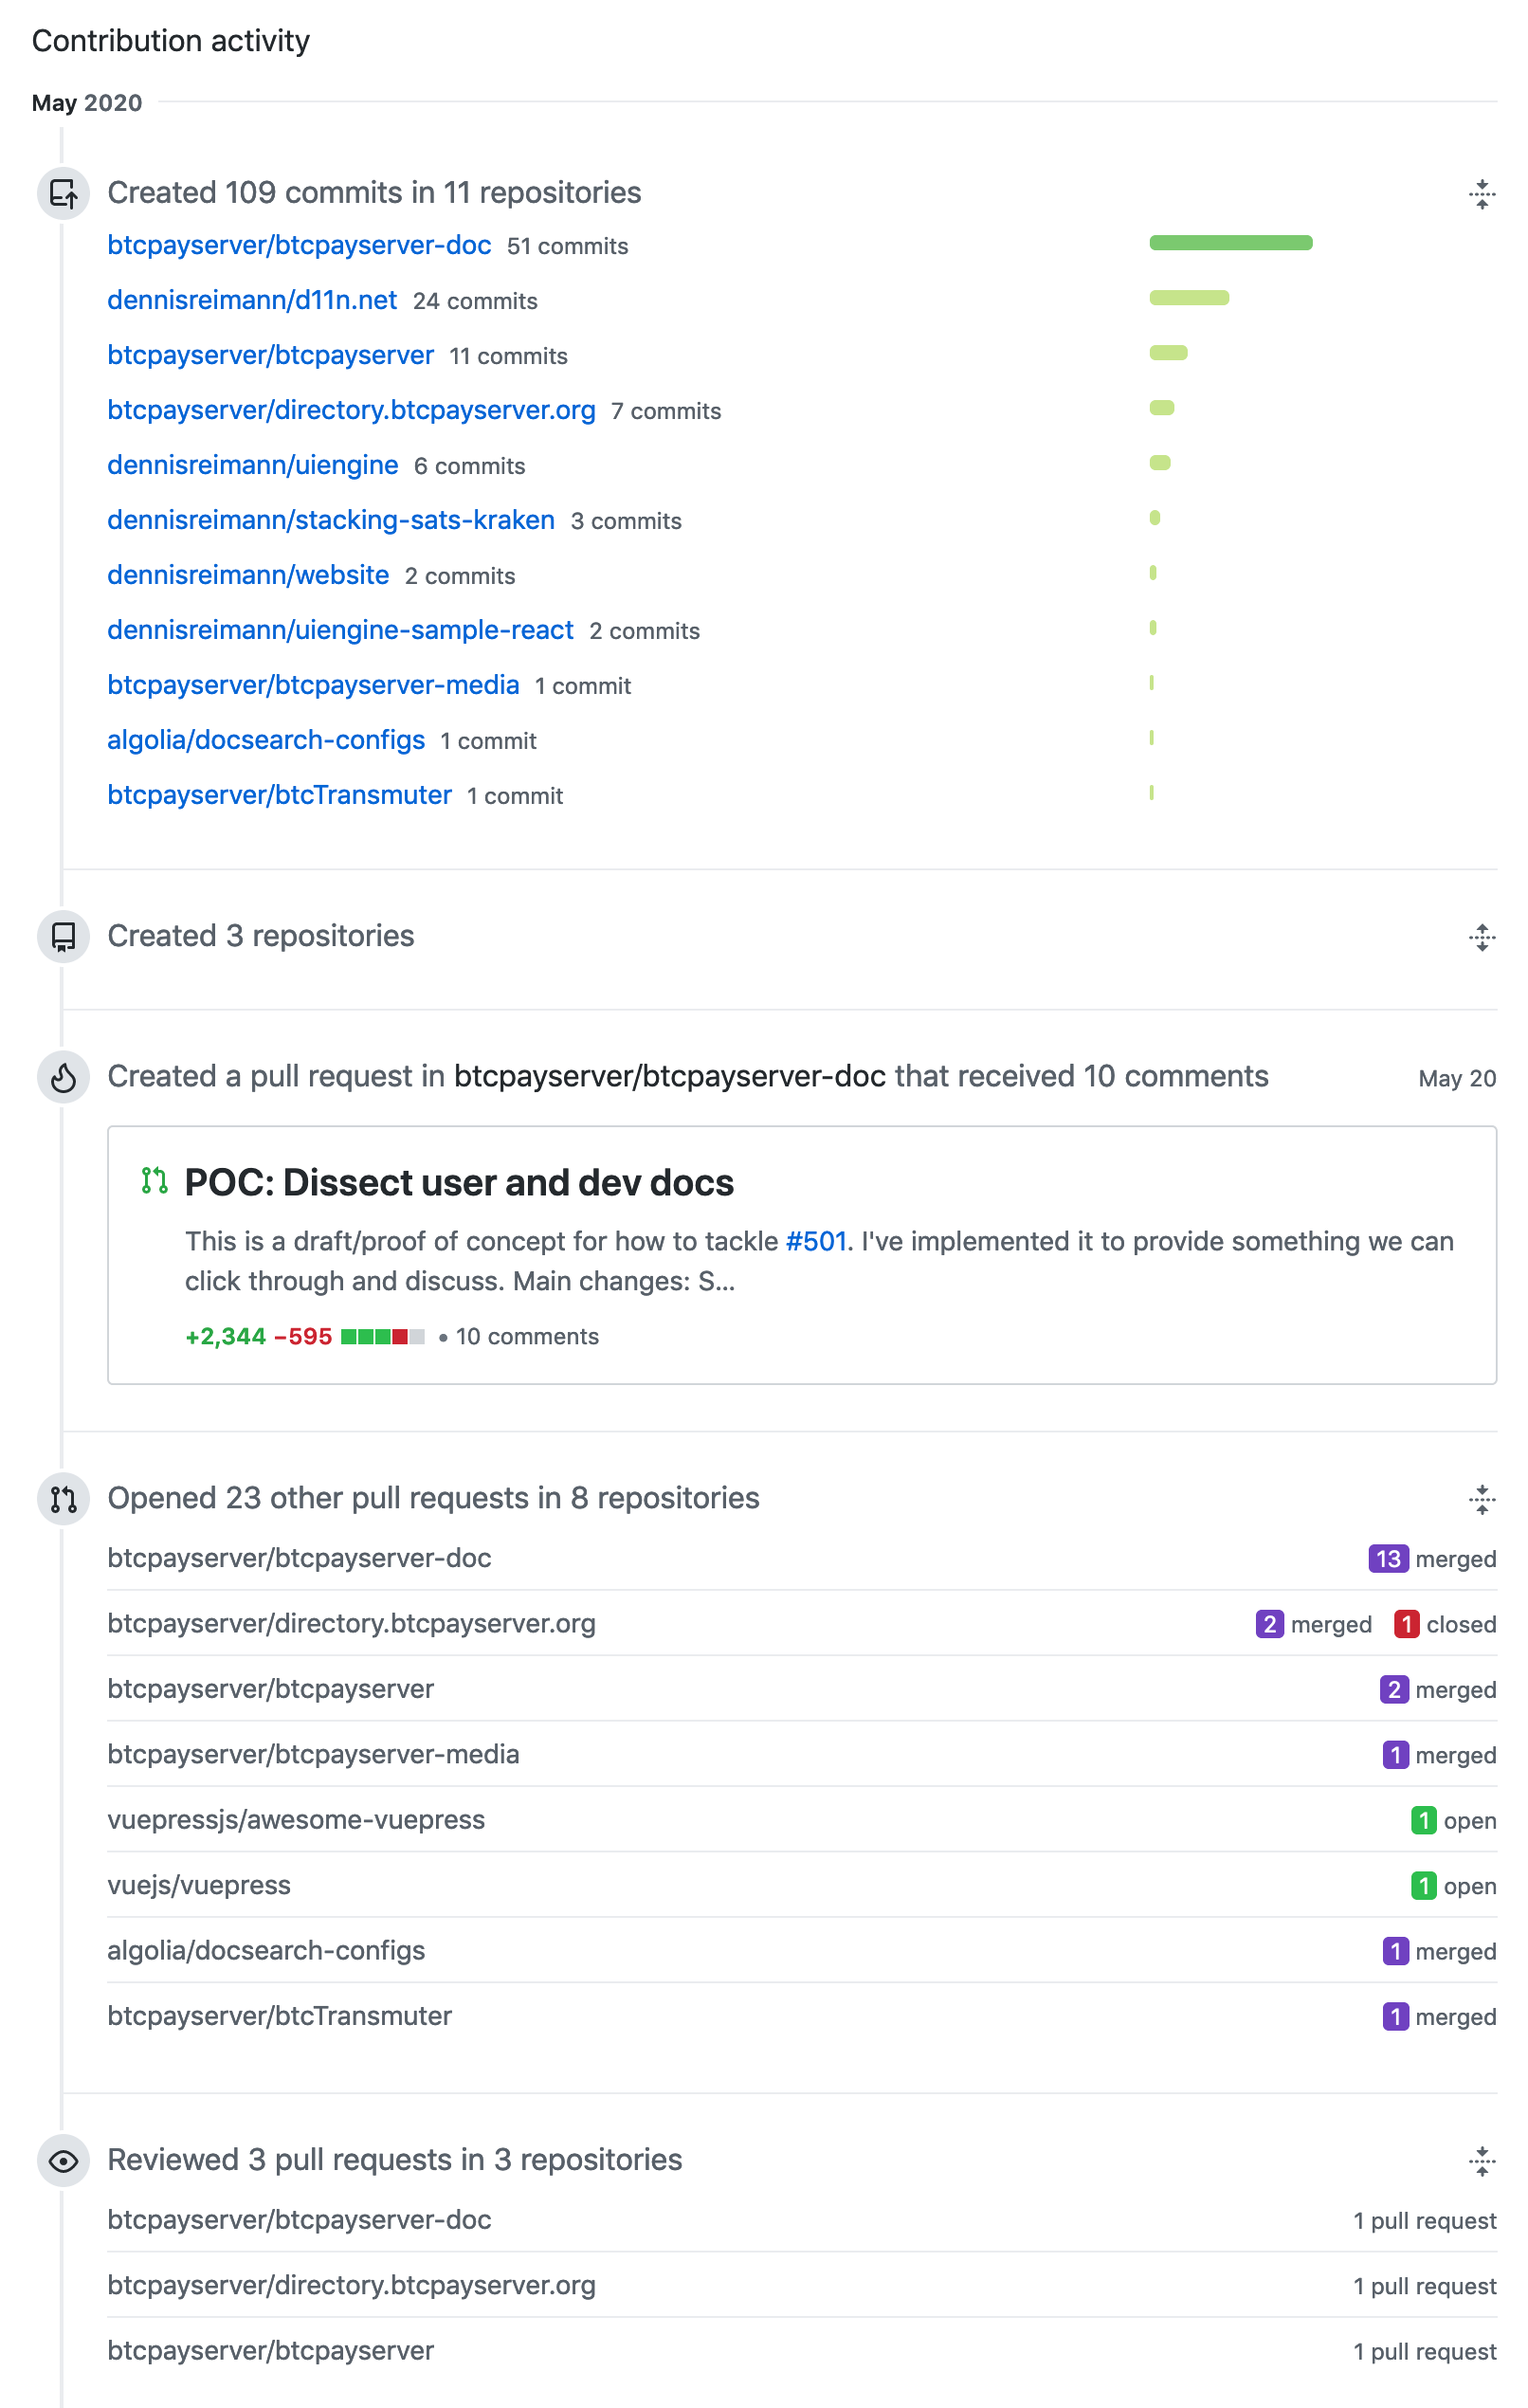 Contribution activity
May 2020
Created 109 commits in 11 repositories
btcpayserver/btcpayserver-doc 51 commits
dennisreimann/d11n.net 24 commits
btcpayserver/btcpayserver 11 commits
btcpayserver/directory.btcpayserver.org 7 commits
dennisreimann/uiengine 6 commits
dennisreimann/stacking-sats-kraken 3 commits
dennisreimann/website 2 commits
dennisreimann/uiengine-sample-react 2 commits
btcpayserver/btcpayserver-media 1 commit
algolia/docsearch-configs 1 commit
btcpayserver/btcTransmuter 1 commit
Created 3 repositories
Created a pull request in btcpayserver/btcpayserver-doc that received 10 comments May 20
POC: Dissect user and dev docs
This is a draft/proof of concept for how to tackle #501. I've implemented it to provide something we can
click through and discuss. Main changes: S...
+2,344 −595 • 10 comments
Opened 23 other pull requests in 8 repositories
btcpayserver/btcpayserver-doc 13 merged
btcpayserver/directory.btcpayserver.org 2 merged 1 closed
btcpayserver/btcpayserver 2 merged
btcpayserver/btcpayserver-media 1 merged
vuepressjs/awesome-vuepress 1 open
vuejs/vuepress 1 open
algolia/docsearch-configs 1 merged
btcpayserver/btcTransmuter 1 merged
Reviewed 3 pull requests in 3 repositories
btcpayserver/btcpayserver-doc 1 pull request
btcpayserver/directory.btcpayserver.org 1 pull request
btcpayserver/btcpayserver 1 pull request